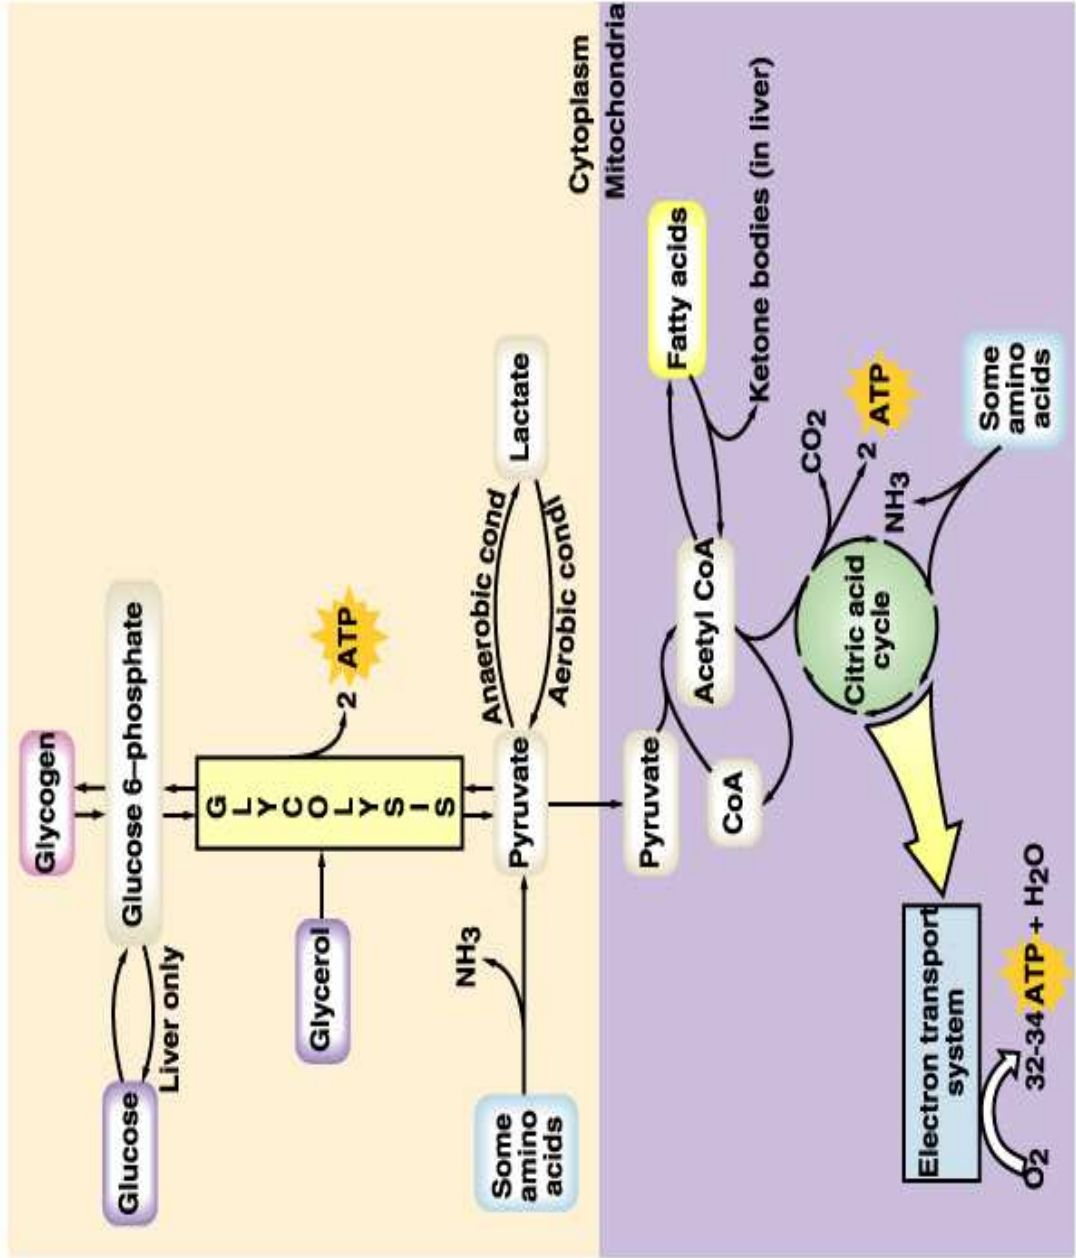 Glycogen
Glucose
Glucose 6–phosphate
Liver only
Glycerol
GLYCOLYSIS
2 ATP
Some
amino
acids
NH3
Pyruvate
Anaerobic cond
Aerobic condi
Lactate
Cytoplasm
Mitochondria
Pyruvate
CoA
Acetyl CoA
Fatty acids
Ketone bodies (in liver)
Citric acid
cycle
CO2
2 ATP
NH3
Some
amino
acids
Electron transport
system
O2
32-34 ATP + H2O